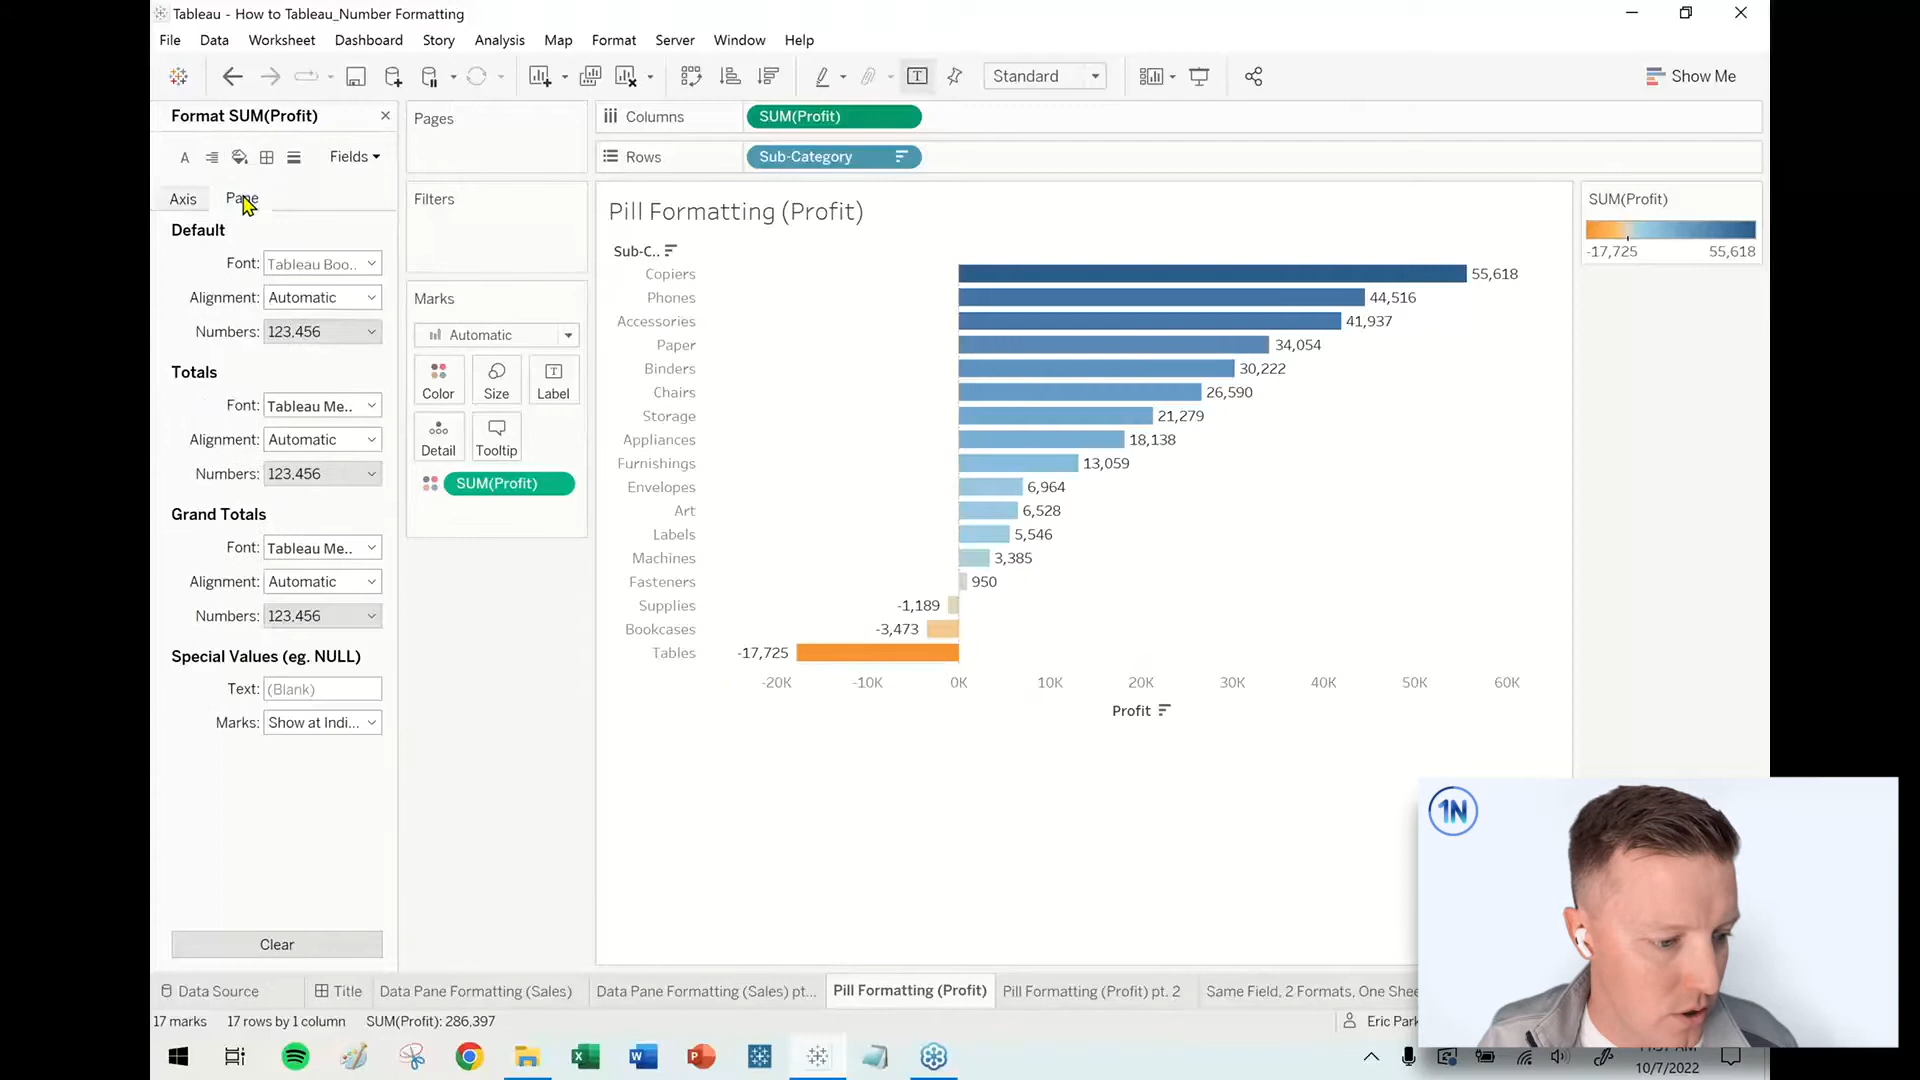 Tableau - How to Tableau_Number Formatting
File Data Worksheet Dashboard Story Analysis Map Format Server Window Help
Standard
Show Me
Format SUM(Profit)
Fields
Axis
Pane
Default
Font: Tableau Boo..
Alignment: Automatic
Numbers: 123.456
Totals
Font: Tableau Me..
Alignment: Automatic
Numbers: 123.456
Grand Totals
Font: Tableau Me..
Alignment: Automatic
Numbers: 123.456
Special Values (eg. NULL)
Text: (Blank)
Marks: Show at Indi...
Clear
Pages
Filters
Marks
Automatic
Color Size Label
Detail Tooltip
SUM(Profit)
Columns SUM(Profit)
Rows Sub-Category
Pill Formatting (Profit)
Sub-C..
Copiers 55,618
Phones 44,516
Accessories 41,937
Paper 34,054
Binders 30,222
Chairs 26,590
Storage 21,279
Appliances 18,138
Furnishings 13,059
Envelopes 6,964
Art 6,528
Labels 5,546
Machines 3,385
Fasteners 950
Supplies -1,189
Bookcases -3,473
Tables -17,725
-20K -10K 0K 10K 20K 30K 40K 50K 60K
Profit
SUM(Profit)
-17,725 55,618
1N
Data Source Title Data Pane Formatting (Sales) Data Pane Formatting (Sales) pt... Pill Formatting (Profit) Pill Formatting (Profit) pt. 2 Same Field, 2 Formats, One Shee
17 marks 17 rows by 1 column SUM(Profit): 286,397
Eric Park
10/7/2022